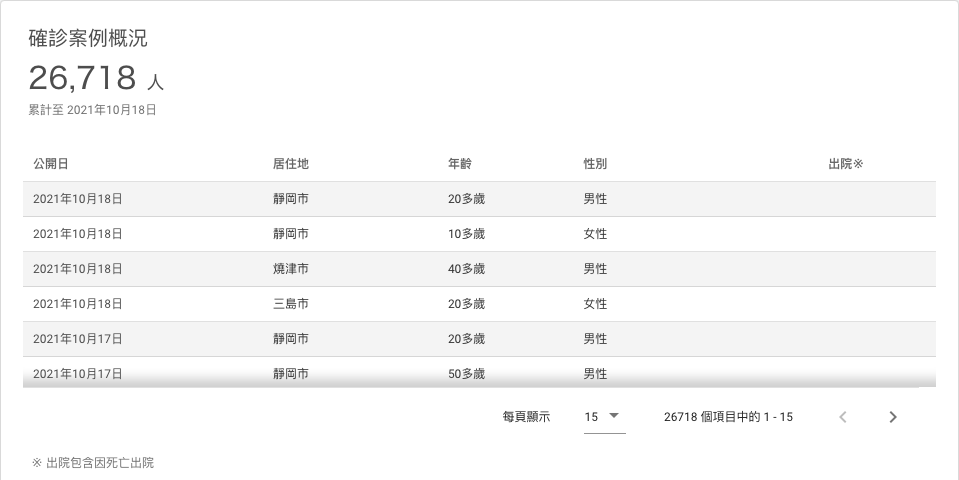 確診案例概況
26,718 人
累計至 2021年10月18日
公開日 居住地 年齡 性別 出院※
2021年10月18日 靜岡市 20多歲 男性
2021年10月18日 靜岡市 10多歲 女性
2021年10月18日 燒津市 40多歲 男性
2021年10月18日 三島市 20多歲 女性
2021年10月17日 靜岡市 20多歲 男性
2021年10月17日 靜岡市 50多歲 男性
每頁顯示 15 26718 個項目中的 1 - 15
※ 出院包含因死亡出院